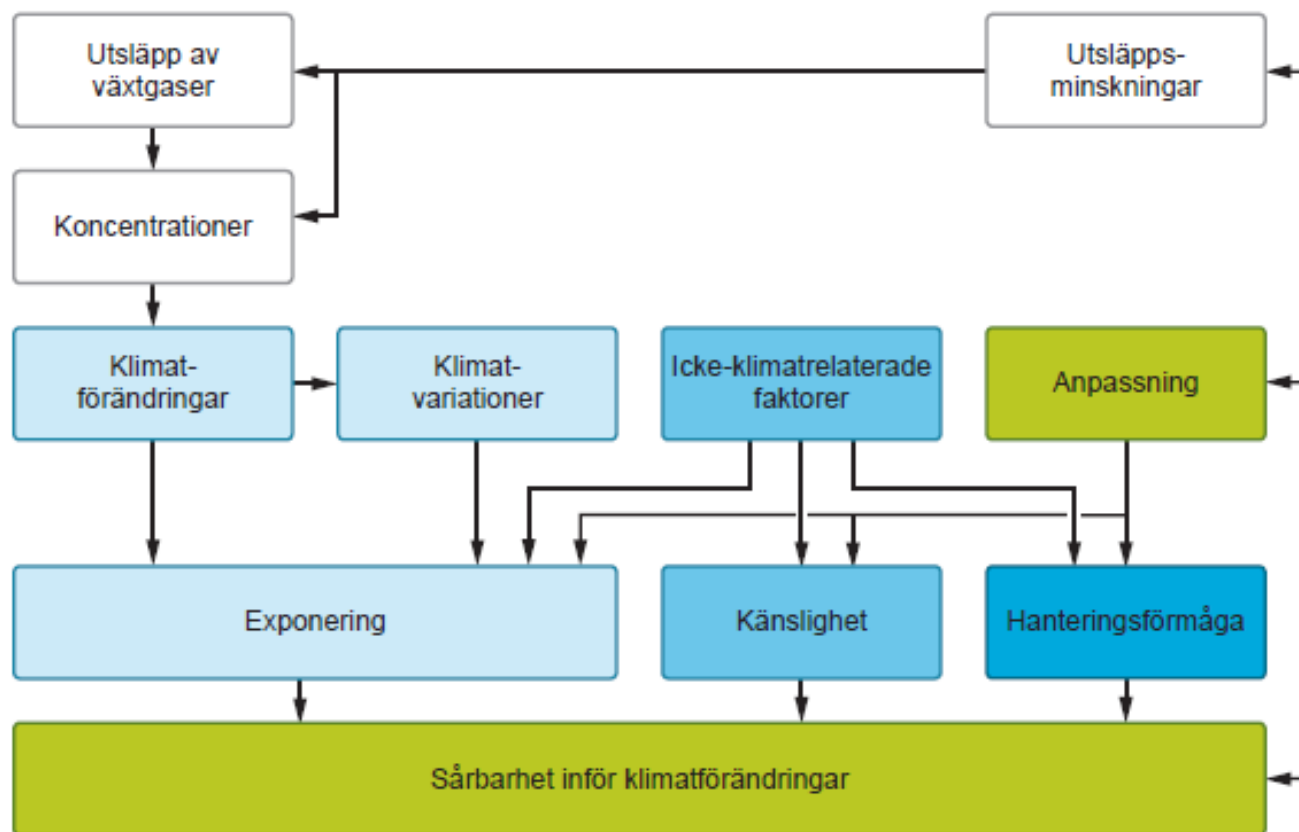 Utsläpp av
växtgaser
Utsläpps-
minskningar
Koncentrationer
Klimat-
förändringar
Klimat-
variationer
Icke-klimatrelaterade
faktorer
Anpassning
Exponering
Känslighet
Hanteringsförmåga
Sårbarhet inför klimatförändringar